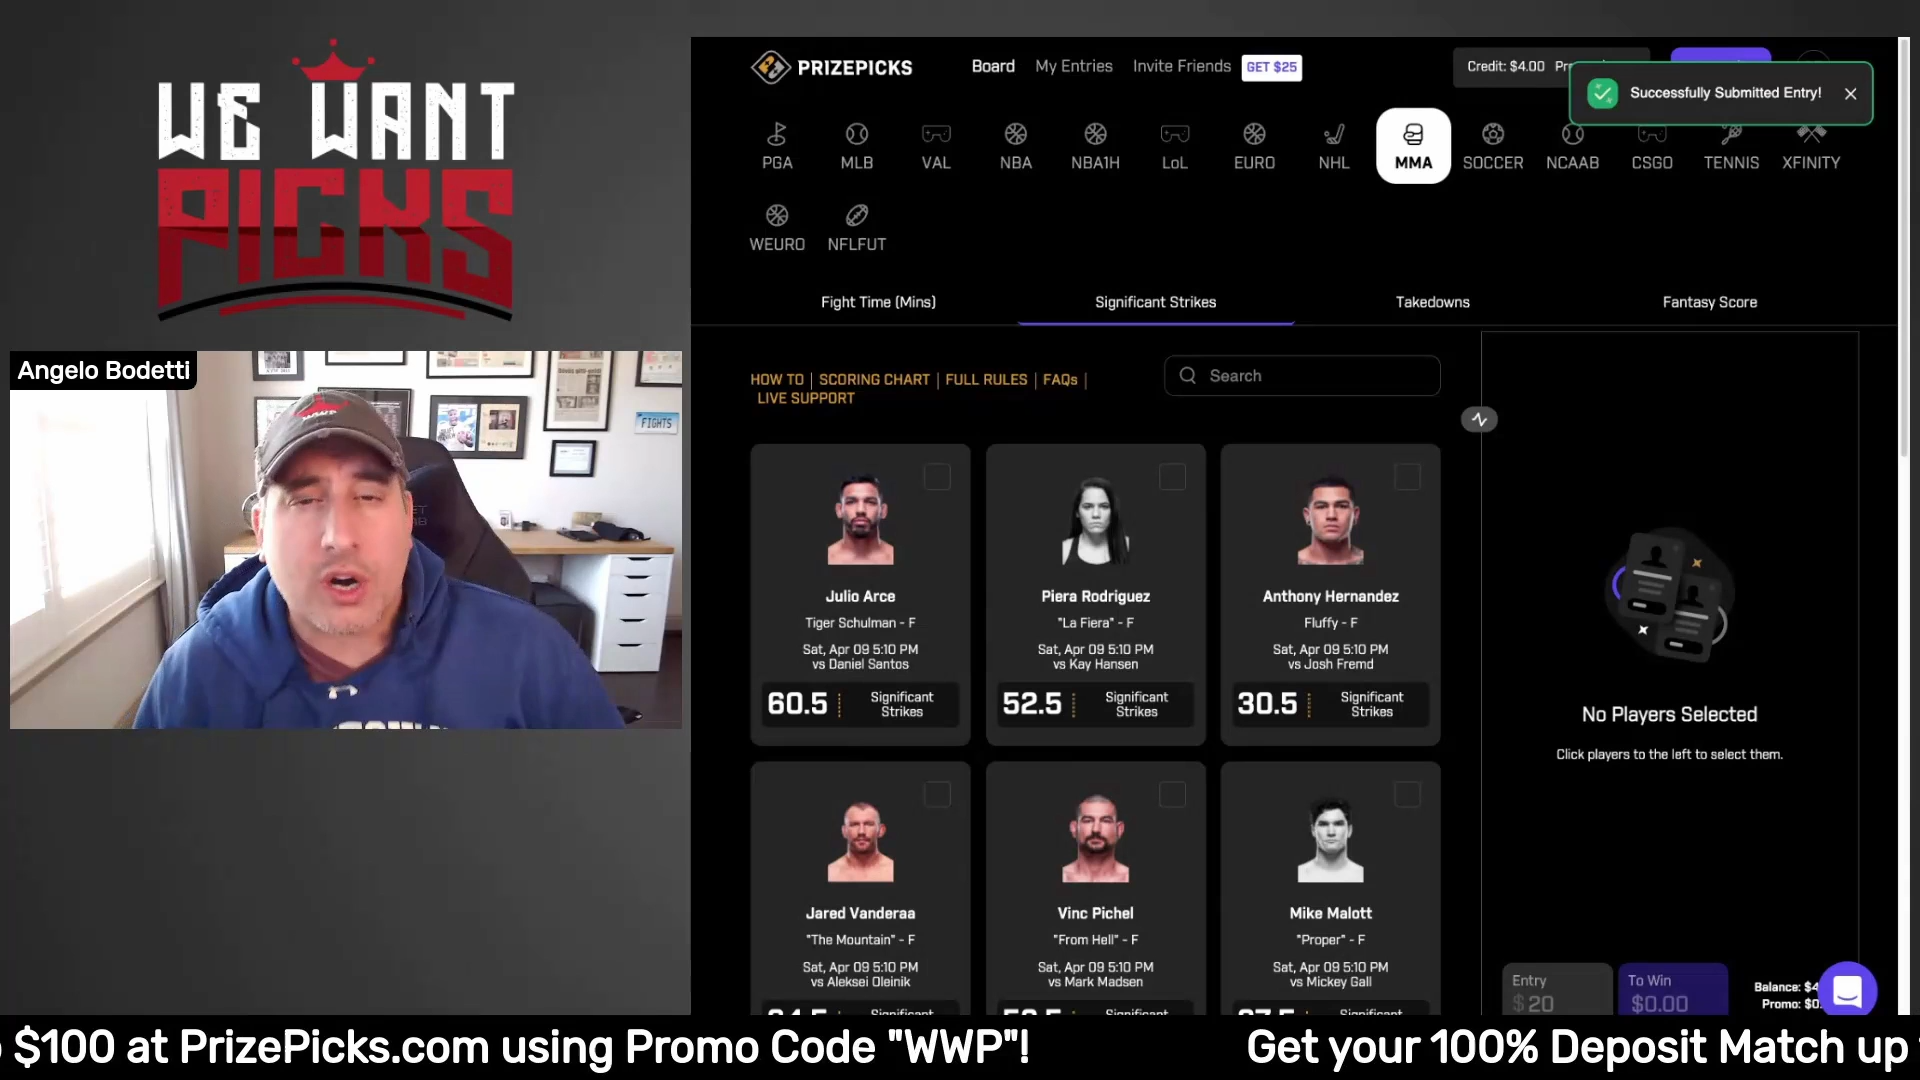 WE WANT
PICKS
Angelo Bodetti
FIGHTS
PRIZEPICKS
Board
My Entries
Invite Friends
GET $25
Credit: $4.00
Successfully Submitted Entry!
PGA
MLB
VAL
NBA
NBA1H
LoL
EURO
NHL
MMA
SOCCER
NCAAB
CSGO
TENNIS
XFINITY
WEURO
NFLFUT
Fight Time (Mins)
Significant Strikes
Takedowns
Fantasy Score
HOW TO | SCORING CHART | FULL RULES | FAQs |
LIVE SUPPORT
Search
Julio Arce
Tiger Schulman - F
Sat, Apr 09 5:10 PM
vs Daniel Santos
60.5
Significant
Strikes
Piera Rodriguez
"La Fiera" - F
Sat, Apr 09 5:10 PM
vs Kay Hansen
52.5
Significant
Strikes
Anthony Hernandez
Fluffy - F
Sat, Apr 09 5:10 PM
vs Josh Fremd
30.5
Significant
Strikes
Jared Vanderaa
"The Mountain" - F
Sat, Apr 09 5:10 PM
vs Aleksei Oleinik
Significant
Vinc Pichel
"From Hell" - F
Sat, Apr 09 5:10 PM
vs Mark Madsen
Significant
Mike Malott
"Proper" - F
Sat, Apr 09 5:10 PM
vs Mickey Gall
Significant
No Players Selected
Click players to the left to select them.
Entry
$ 20
To Win
$0.00
Balance: $4
Promo: $0
$100 at PrizePicks.com using Promo Code "WWP"!
Get your 100% Deposit Match up